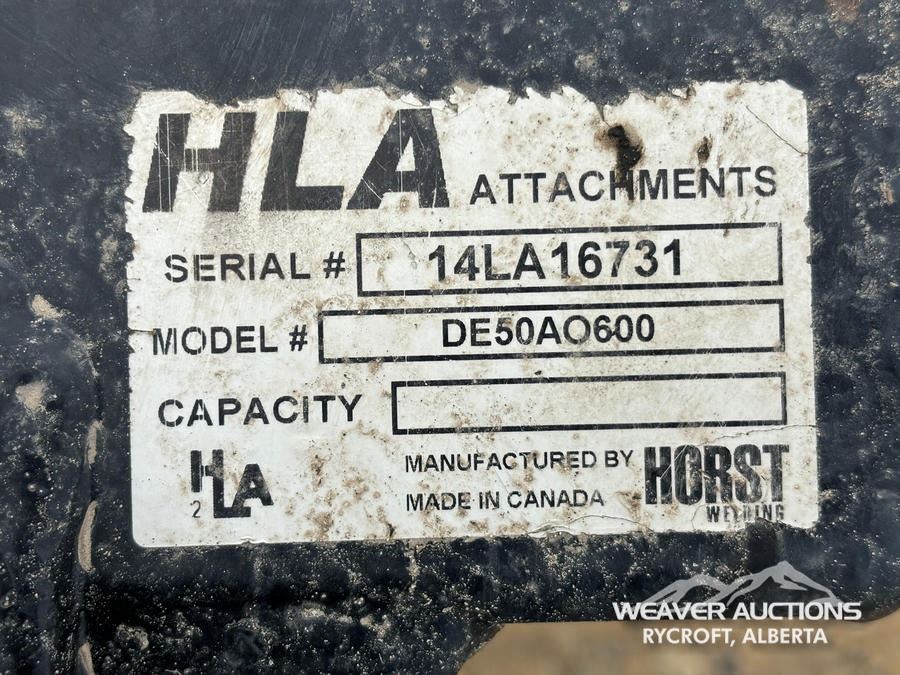 HLA ATTACHMENTS
SERIAL # 14LA16731
MODEL # DE50AO600
CAPACITY
HLA
2
MANUFACTURED BY HORST
MADE IN CANADA WELDING
WEAVER AUCTIONS
RYCROFT, ALBERTA